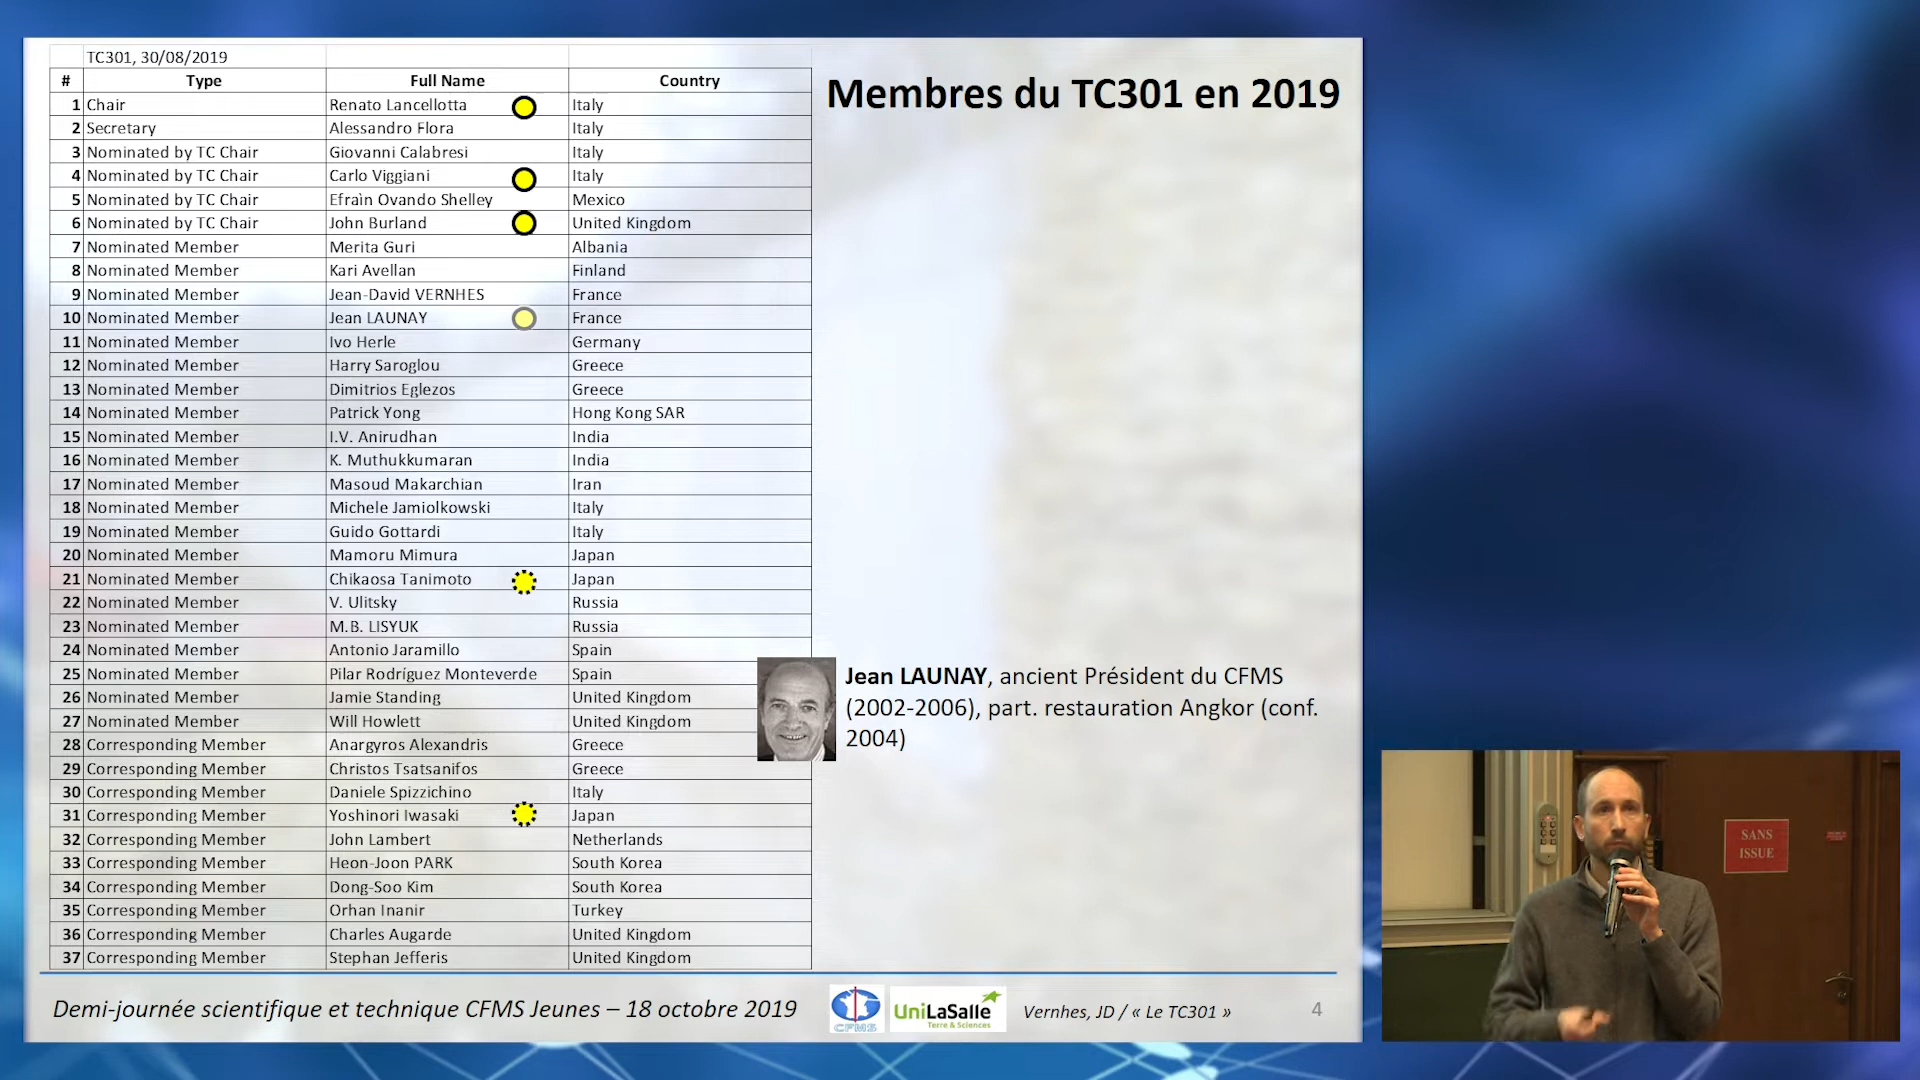 TC301, 30/08/2019
# Type Full Name Country
1 Chair Renato Lancellotta Italy
2 Secretary Alessandro Flora Italy
3 Nominated by TC Chair Giovanni Calabresi Italy
4 Nominated by TC Chair Carlo Viggiani Italy
5 Nominated by TC Chair Efraìn Ovando Shelley Mexico
6 Nominated by TC Chair John Burland United Kingdom
7 Nominated Member Merita Guri Albania
8 Nominated Member Kari Avellan Finland
9 Nominated Member Jean-David VERNHES France
10 Nominated Member Jean LAUNAY France
11 Nominated Member Ivo Herle Germany
12 Nominated Member Harry Saroglou Greece
13 Nominated Member Dimitrios Eglezos Greece
14 Nominated Member Patrick Yong Hong Kong SAR
15 Nominated Member I.V. Anirudhan India
16 Nominated Member K. Muthukkumaran India
17 Nominated Member Masoud Makarchian Iran
18 Nominated Member Michele Jamiolkowski Italy
19 Nominated Member Guido Gottardi Italy
20 Nominated Member Mamoru Mimura Japan
21 Nominated Member Chikaosa Tanimoto Japan
22 Nominated Member V. Ulitsky Russia
23 Nominated Member M.B. LISYUK Russia
24 Nominated Member Antonio Jaramillo Spain
25 Nominated Member Pilar Rodríguez Monteverde Spain
26 Nominated Member Jamie Standing United Kingdom
27 Nominated Member Will Howlett United Kingdom
28 Corresponding Member Anargyros Alexandris Greece
29 Corresponding Member Christos Tsatsanifos Greece
30 Corresponding Member Daniele Spizzichino Italy
31 Corresponding Member Yoshinori Iwasaki Japan
32 Corresponding Member John Lambert Netherlands
33 Corresponding Member Heon-Joon PARK South Korea
34 Corresponding Member Dong-Soo Kim South Korea
35 Corresponding Member Orhan Inanir Turkey
36 Corresponding Member Charles Augarde United Kingdom
37 Corresponding Member Stephan Jefferis United Kingdom
Membres du TC301 en 2019
Jean LAUNAY, ancient Président du CFMS
(2002-2006), part. restauration Angkor (conf.
2004)
Demi-journée scientifique et technique CFMS Jeunes – 18 octobre 2019
CFMS
UniLaSalle
Terre & Sciences
Vernhes, JD / « Le TC301 »
4
SANS
ISSUE